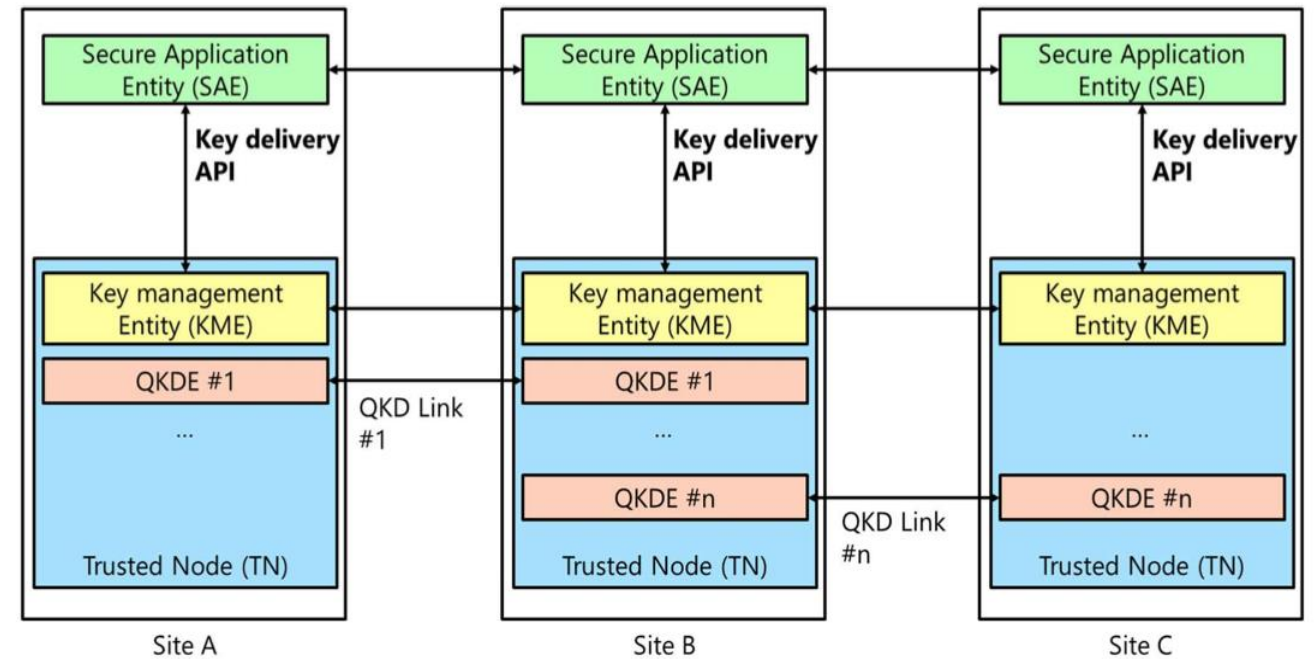 Secure Application
Entity (SAE)
Secure Application
Entity (SAE)
Secure Application
Entity (SAE)
Key delivery
API
Key delivery
API
Key delivery
API
Key management
Entity (KME)
Key management
Entity (KME)
Key management
Entity (KME)
QKDE #1
QKDE #1
QKD Link
#1
...
...
...
QKDE #n
QKDE #n
QKD Link
#n
Trusted Node (TN)
Trusted Node (TN)
Trusted Node (TN)
Site A
Site B
Site C